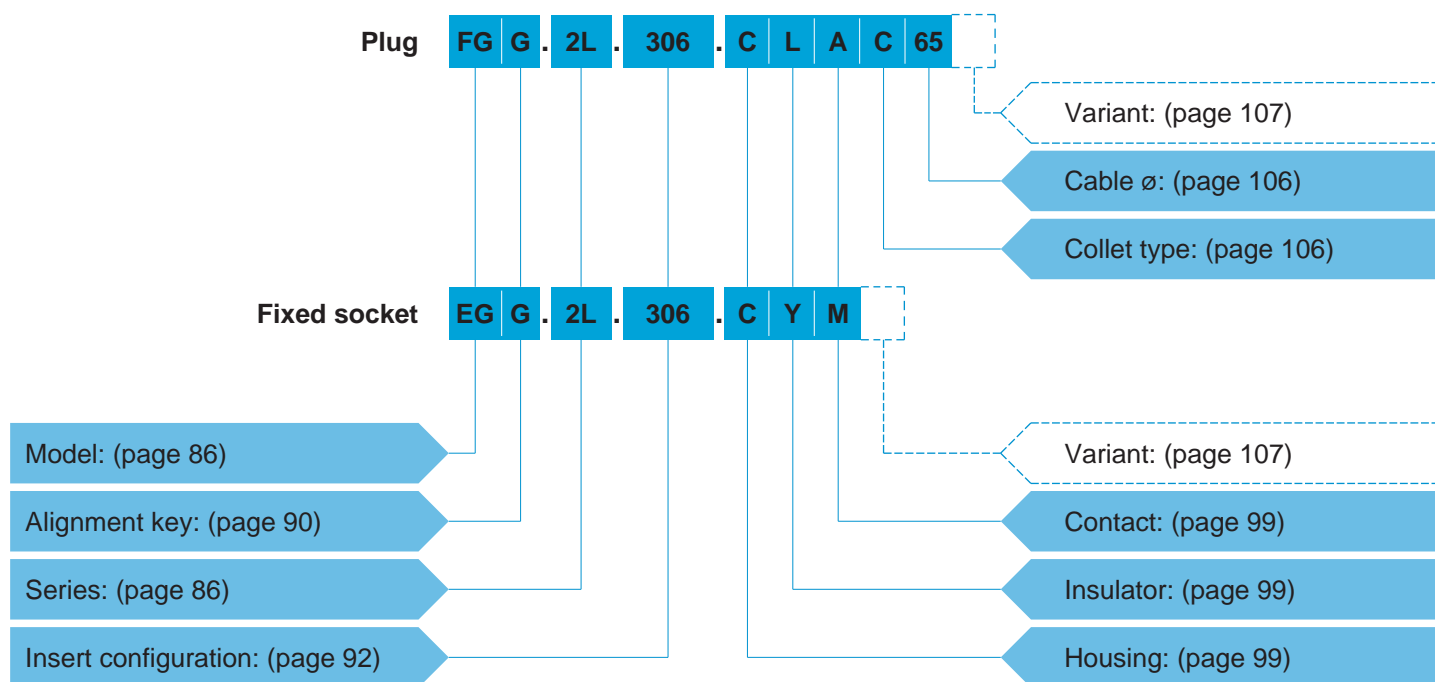 Plug FG G . 2L . 306 . C L A C 65
Variant: (page 107)
Cable ø: (page 106)
Collet type: (page 106)
Fixed socket EG G . 2L . 306 . C Y M
Model: (page 86)
Variant: (page 107)
Alignment key: (page 90)
Contact: (page 99)
Series: (page 86)
Insulator: (page 99)
Insert configuration: (page 92)
Housing: (page 99)